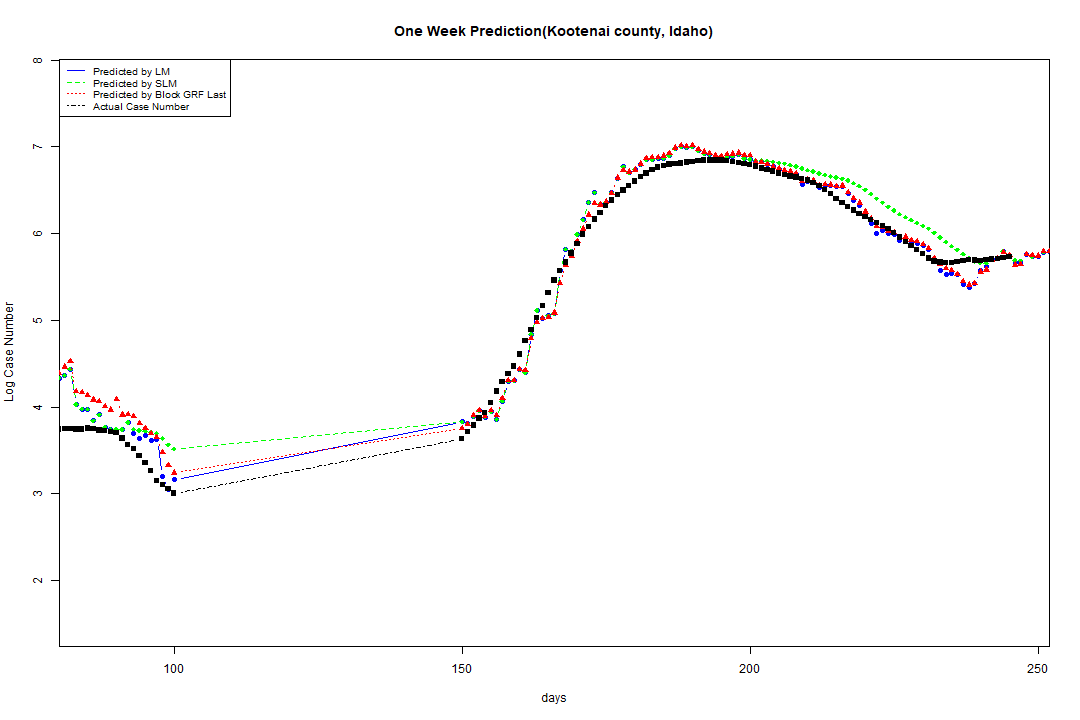 One Week Prediction(Kootenai county, Idaho)
Predicted by LM
Predicted by SLM
Predicted by Block GRF Last
Actual Case Number
8
7
6
5
4
3
2
Log Case Number
100 150 200 250
days